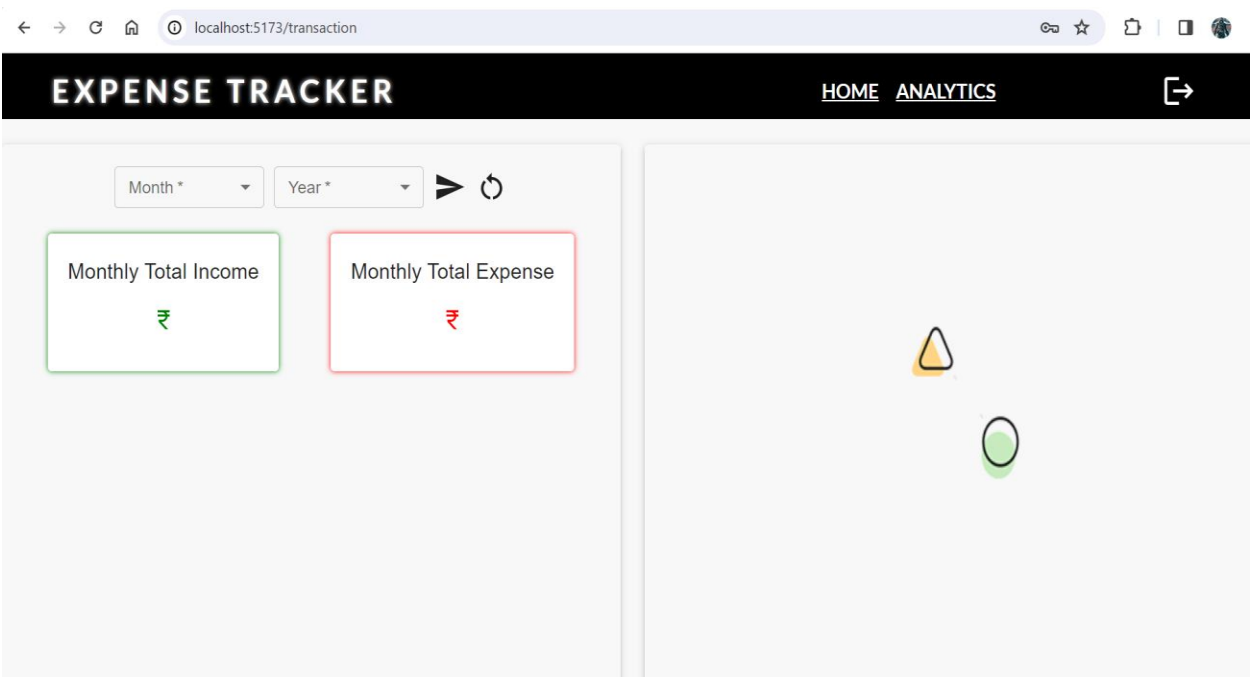 localhost:5173/transaction
EXPENSE TRACKER
HOME ANALYTICS
Month * Year *
Monthly Total Income
₹
Monthly Total Expense
₹